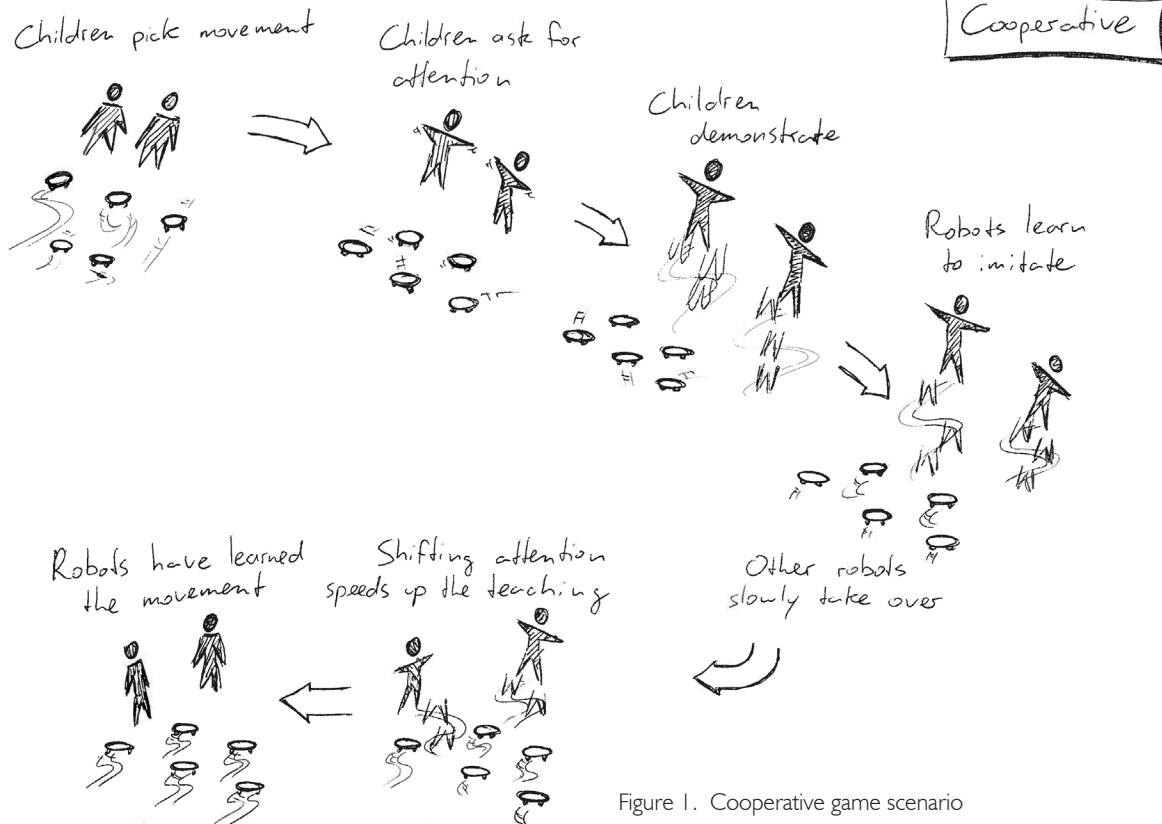 Cooperative
Children pick movement
Children ask for
attention
Children
demonstrate
Robots learn
to imitate
Other robots
slowly take over
Shifting attention
speeds up the teaching
Robots have learned
the movement
Figure 1. Cooperative game scenario